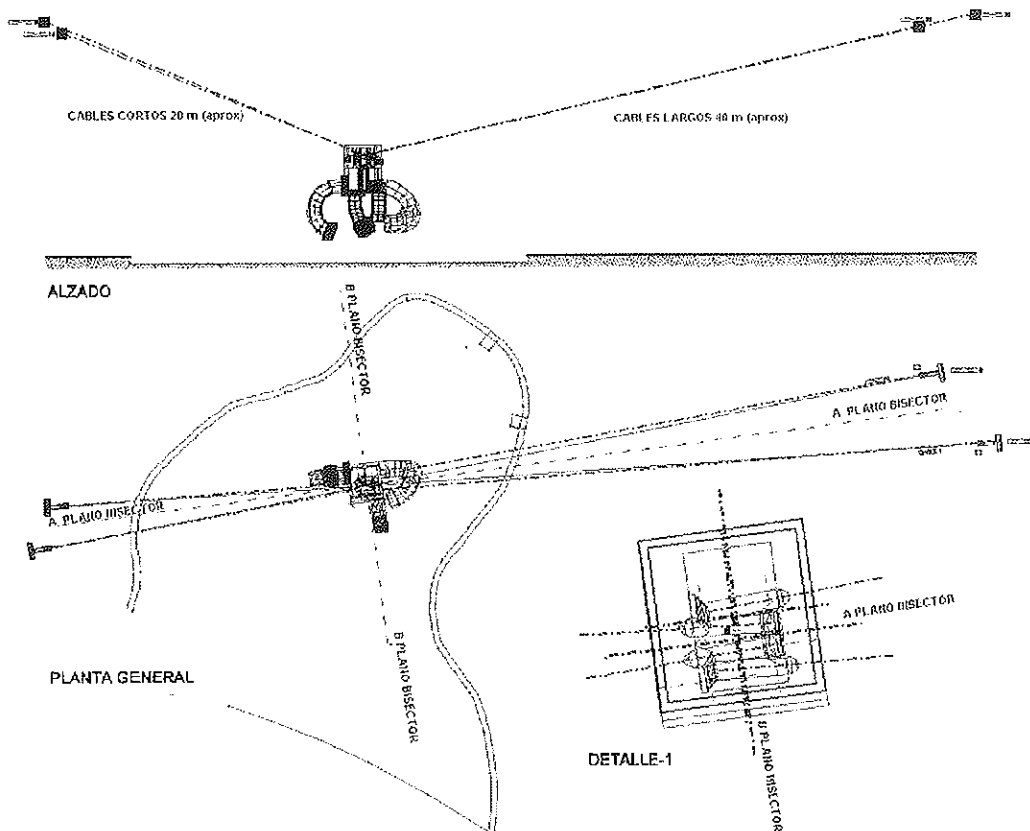 CABLES CORTOS 20 m (aprox)
CABLES LARGOS 40 m (aprox)
ALZADO
B PLANO BISECTOR
A. PLANO BISECTOR
A. PLANO BISECTOR
B PLANO BISECTOR
PLANTA GENERAL
A PLANO BISECTOR
B PLANO BISECTOR
DETALLE-1